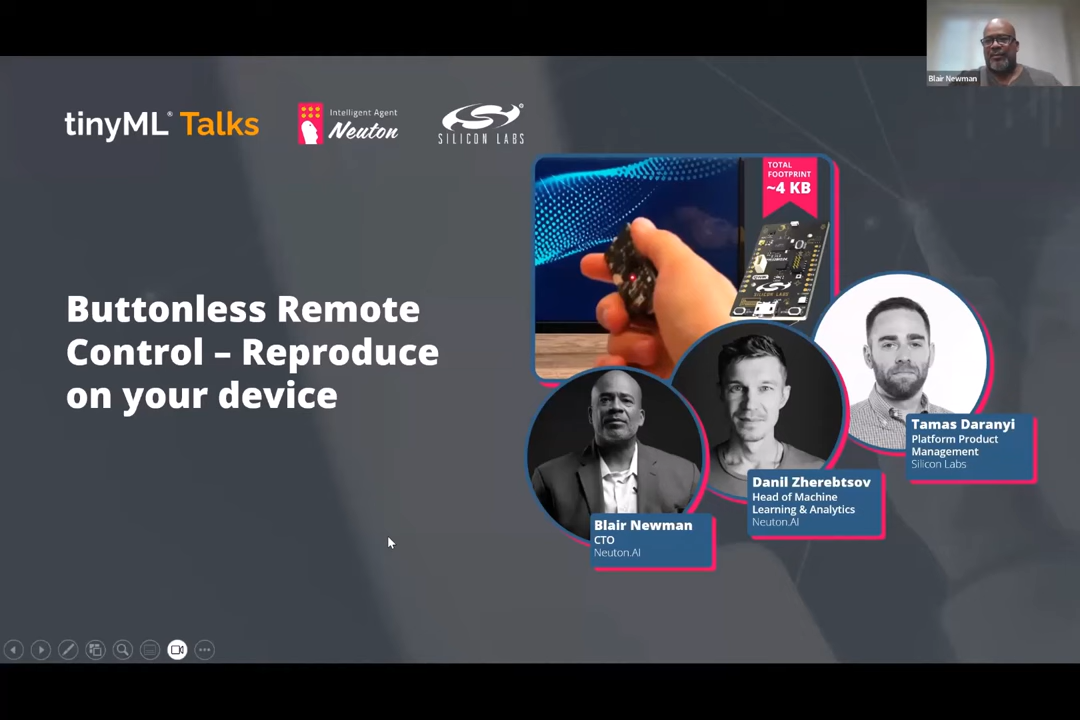 Blair Newman
tinyML® Talks
Intelligent Agent
Neuton
SILICON LABS
TOTAL
FOOTPRINT
~4 KB
Buttonless Remote
Control – Reproduce
on your device
Tamas Daranyi
Platform Product
Management
Silicon Labs
Danil Zherebtsov
Head of Machine
Learning & Analytics
Neuton.AI
Blair Newman
CTO
Neuton.AI